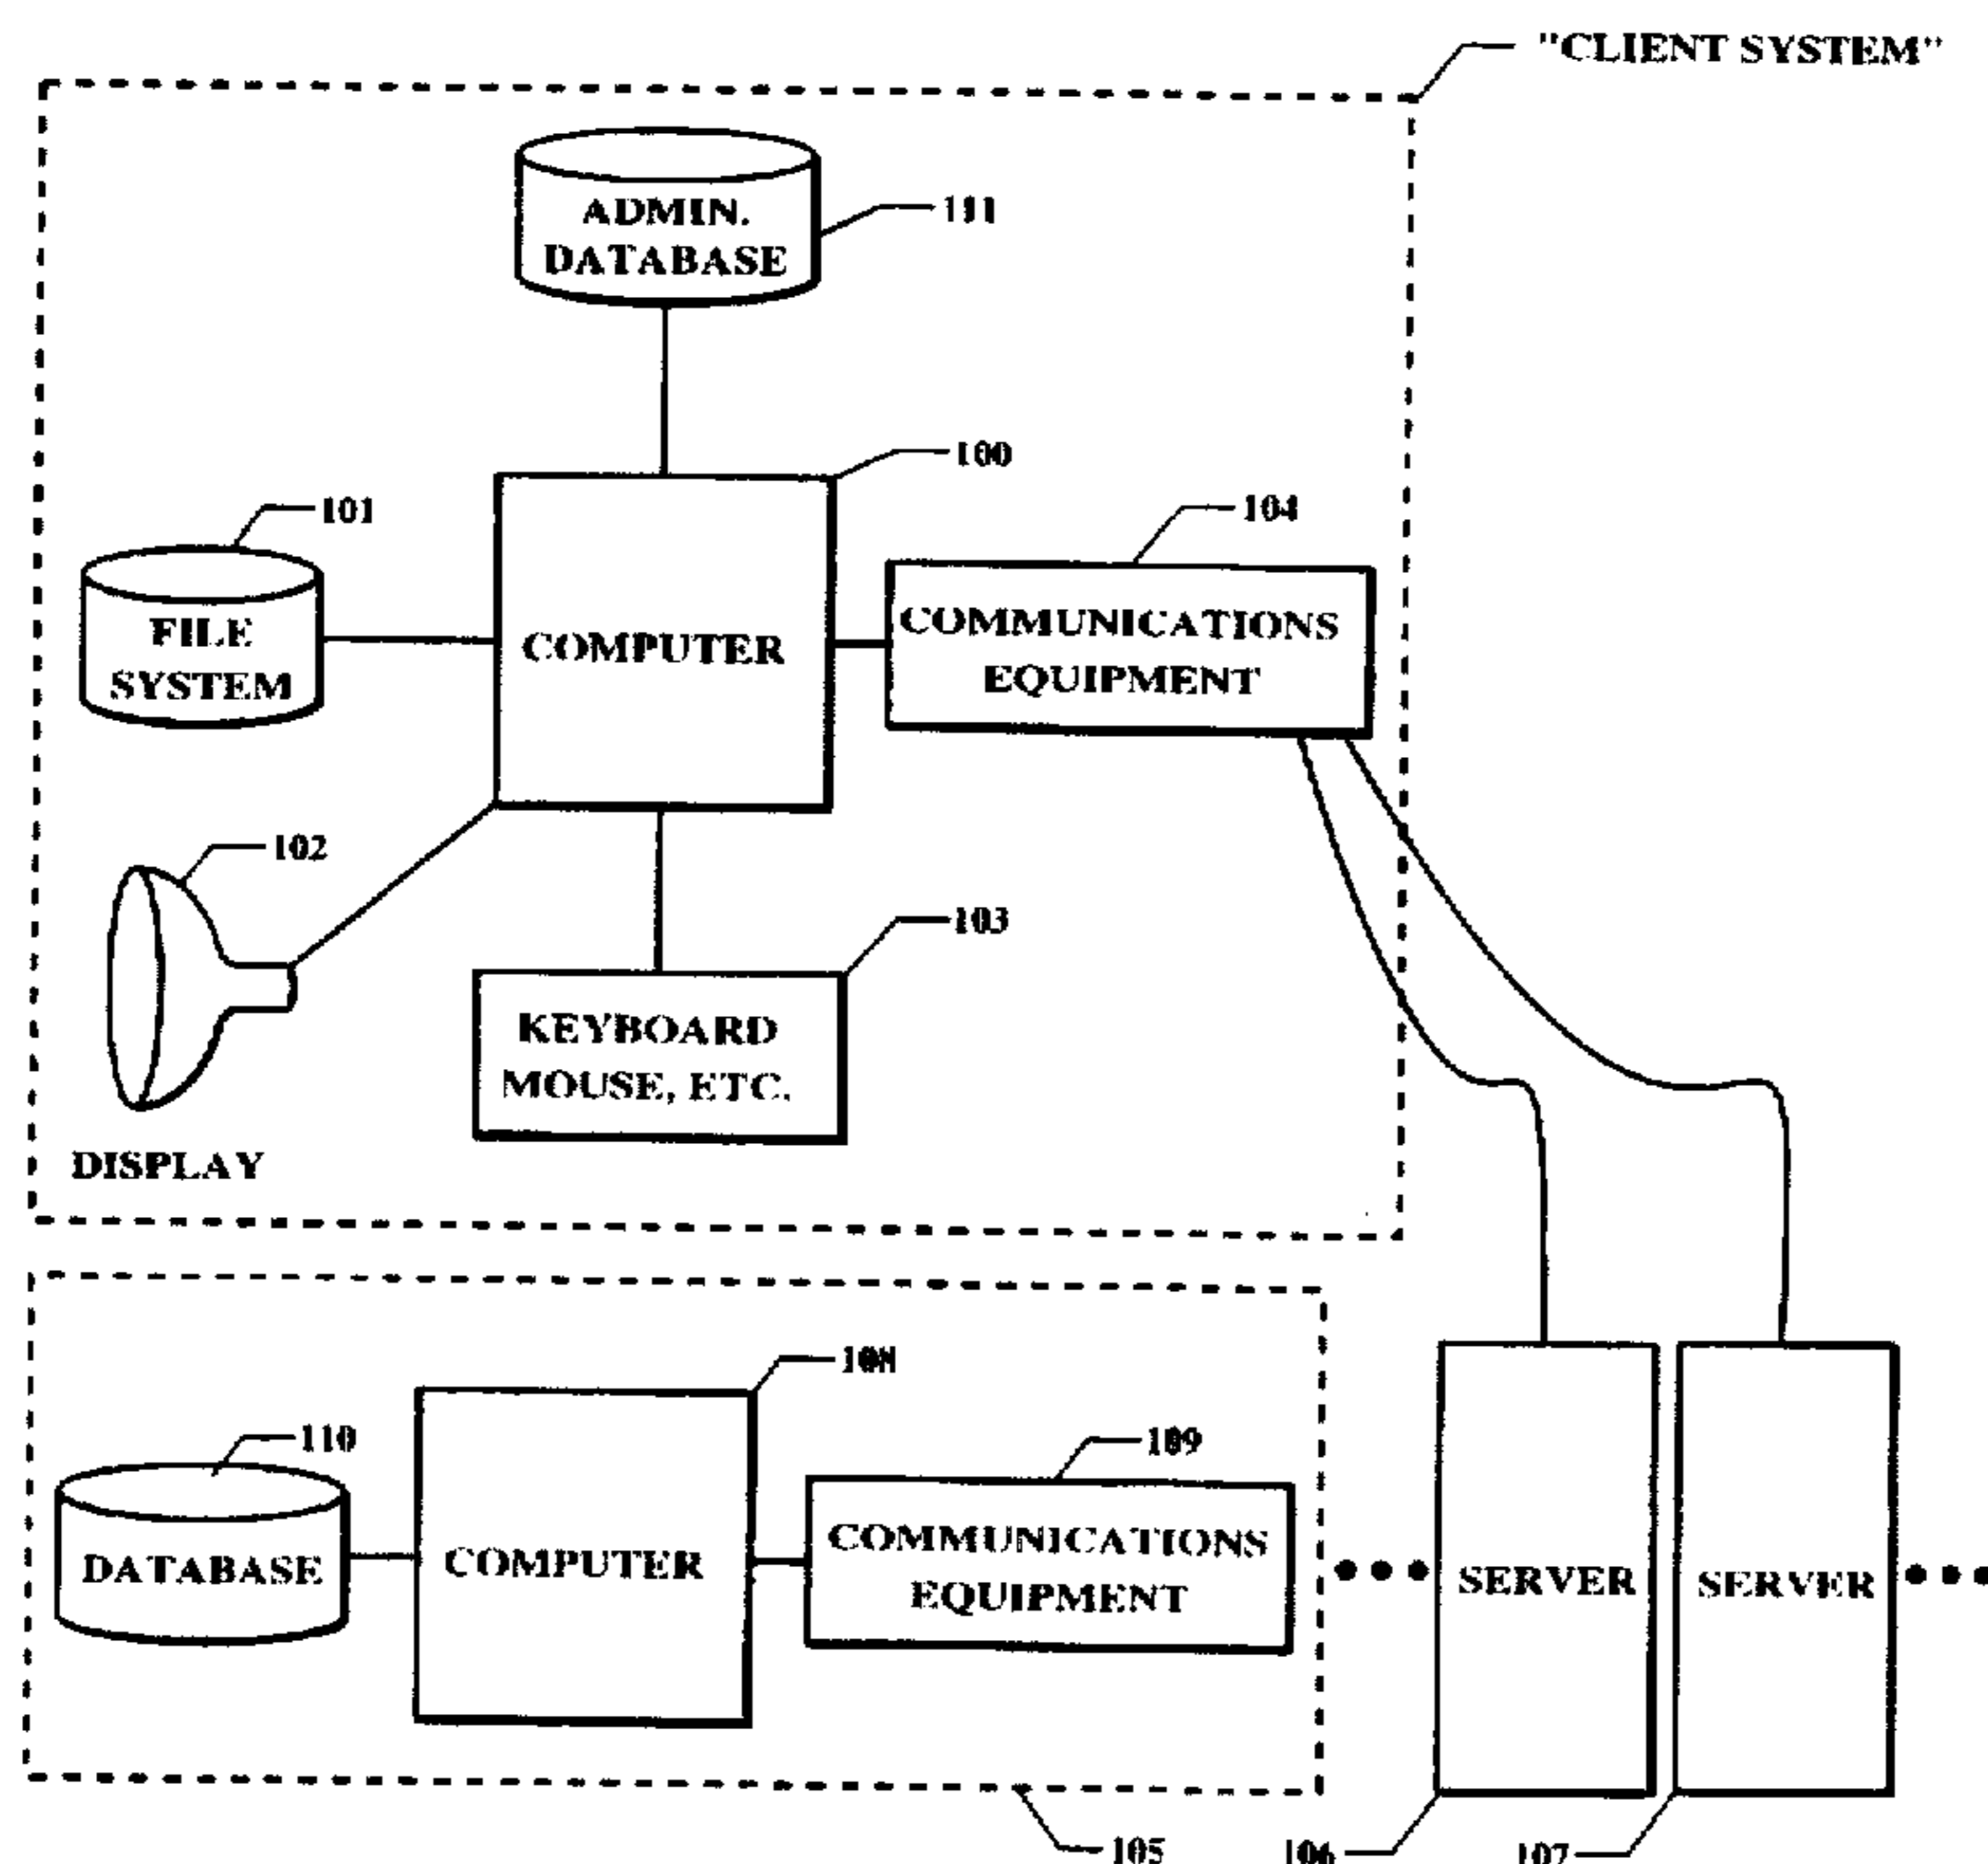 "CLIENT SYSTEM"
ADMIN.
DATABASE
111
100
101
104
FILE
SYSTEM
COMPUTER
COMMUNICATIONS
EQUIPMENT
102
103
KEYBOARD
MOUSE, ETC.
DISPLAY
108
110
109
DATABASE
COMPUTER
COMMUNICATIONS
EQUIPMENT
SERVER
SERVER
105
106
107